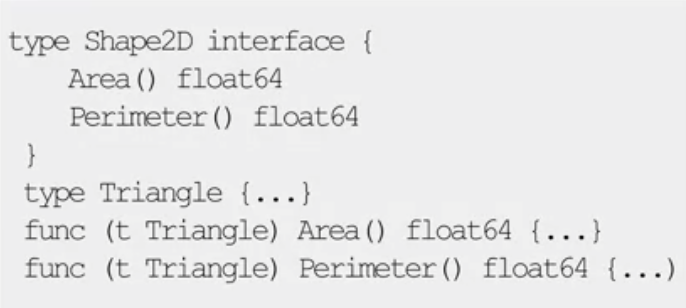 type Shape2D interface {
Area() float64
Perimeter() float64
}
type Triangle {...}
func (t Triangle) Area() float64 {...}
func (t Triangle) Perimeter() float64 {...)